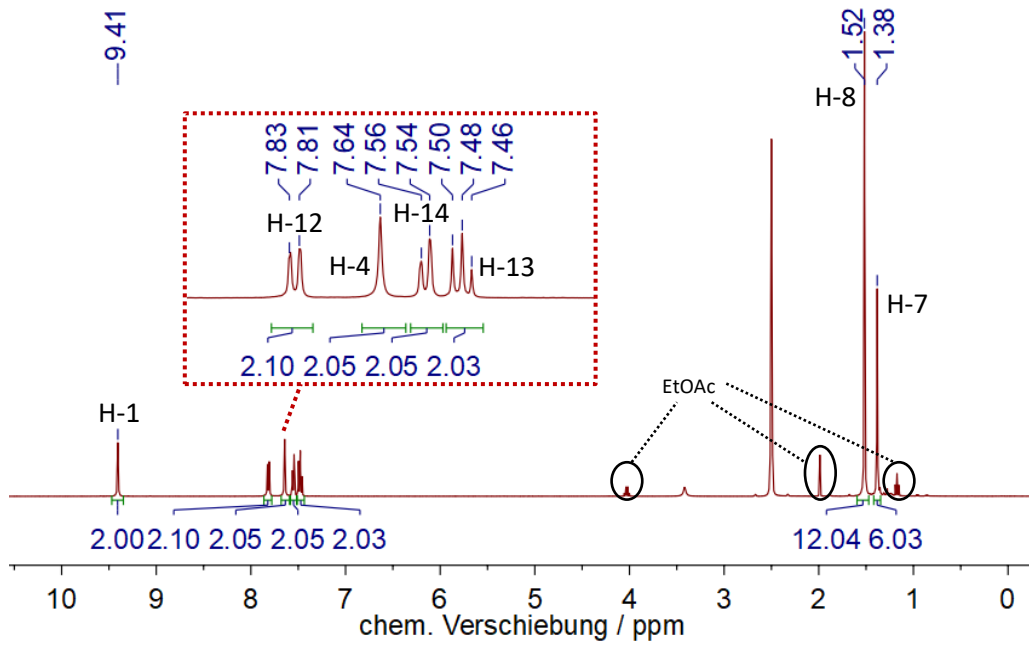 9.41
1.52
1.38
H-8
7.83
7.81
7.64
7.56
7.54
7.50
7.48
7.46
H-12
H-14
H-4
H-13
2.10 2.05 2.05 2.03
H-7
EtOAc
H-1
2.00 2.10 2.05 2.05 2.03
12.04 6.03
10 9 8 7 6 5 4 3 2 1 0
chem. Verschiebung / ppm